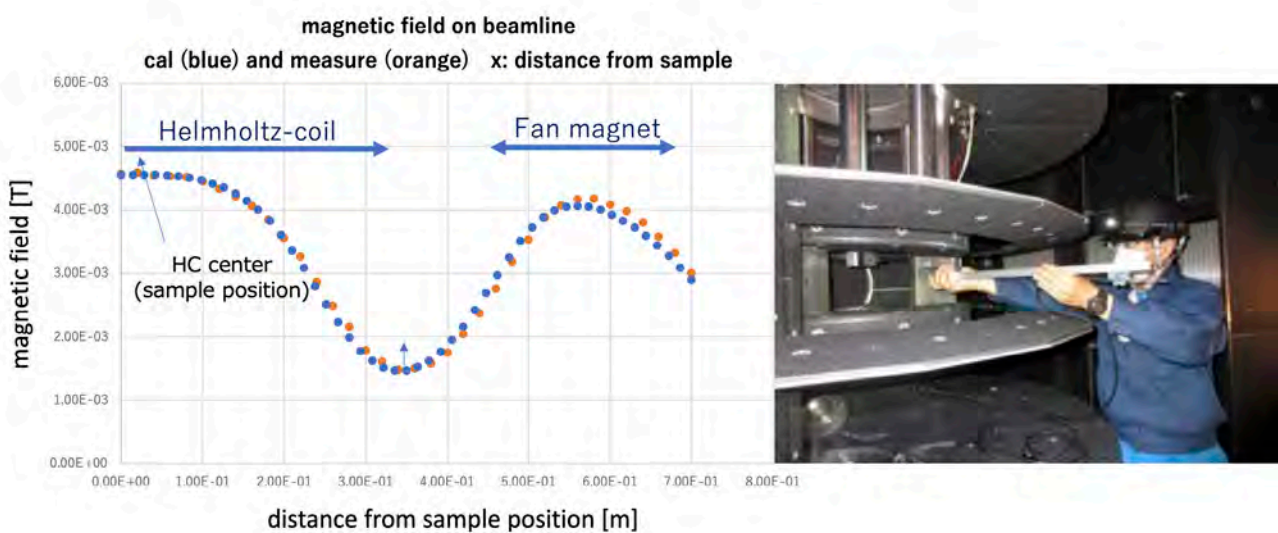 magnetic field on beamline
cal (blue) and measure (orange) x: distance from sample
6.00E-03
5.00E-03
4.00E-03
3.00E-03
2.00E-03
1.00E-03
0.00E+00
magnetic field [T]
Helmholtz-coil
Fan magnet
HC center
(sample position)
0.00E+00 1.00E-01 2.00E-01 3.00E-01 4.00E-01 5.00E-01 6.00E-01 7.00E-01 8.00E-01
distance from sample position [m]